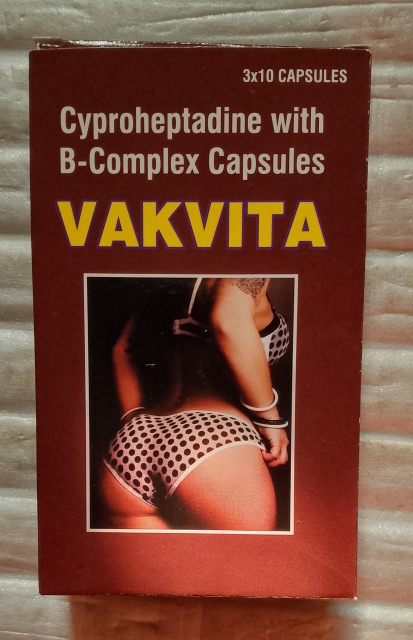 3x10 CAPSULES
Cyproheptadine with
B-Complex Capsules
VAKVITA